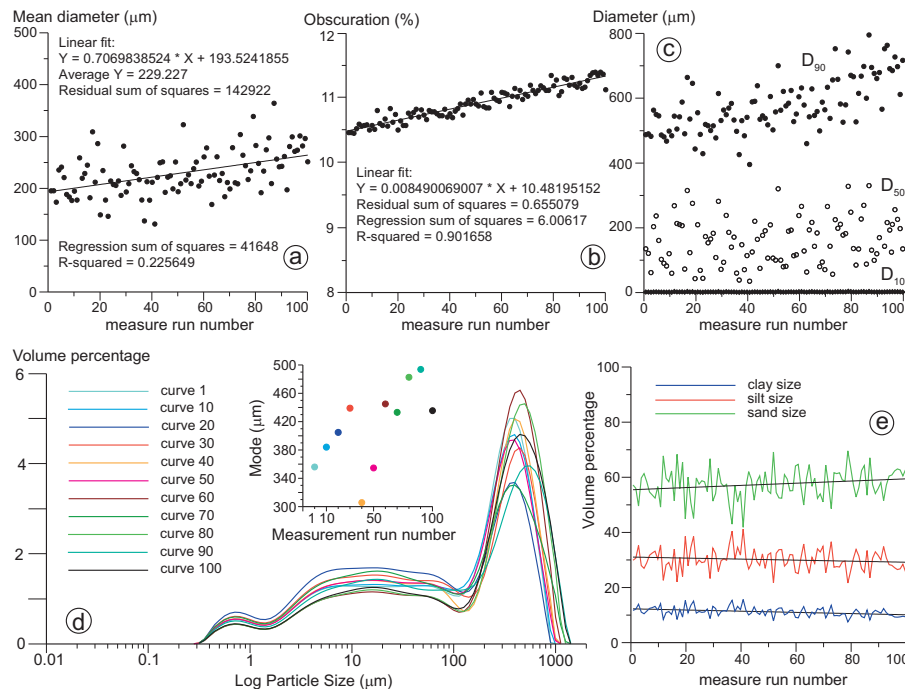 Mean diameter (μm)
300
400
500
200
100
0
Linear fit:
Y = 0.7069838524 * X + 193.5241855
Average Y = 229.227
Residual sum of squares = 142922
Regression sum of squares = 41648
R-squared = 0.225649
a
0 20 40 60 80 100
measure run number
Obscuration (%)
12
11
10
9
8
Linear fit:
Y = 0.008490069007 * X + 10.48195152
Residual sum of squares = 0.655079
Regression sum of squares = 6.00617
R-squared = 0.901658
b
0 20 40 60 80 100
measure run number
Diameter (μm)
800
600
400
200
0
c
D90
D50
D10
0 20 40 60 80 100
measure run number
Volume percentage
6
4
2
0
curve 1
curve 10
curve 20
curve 30
curve 40
curve 50
curve 60
curve 70
curve 80
curve 90
curve 100
d
0.01 0.1 1 10 100 1000
Log Particle Size (μm)
Mode (μm)
500
460
420
380
340
300
1 10 50 100
Measurement run number
Volume percentage
100
80
60
40
20
0
clay size
silt size
sand size
e
0 20 40 60 80 100
measure run number